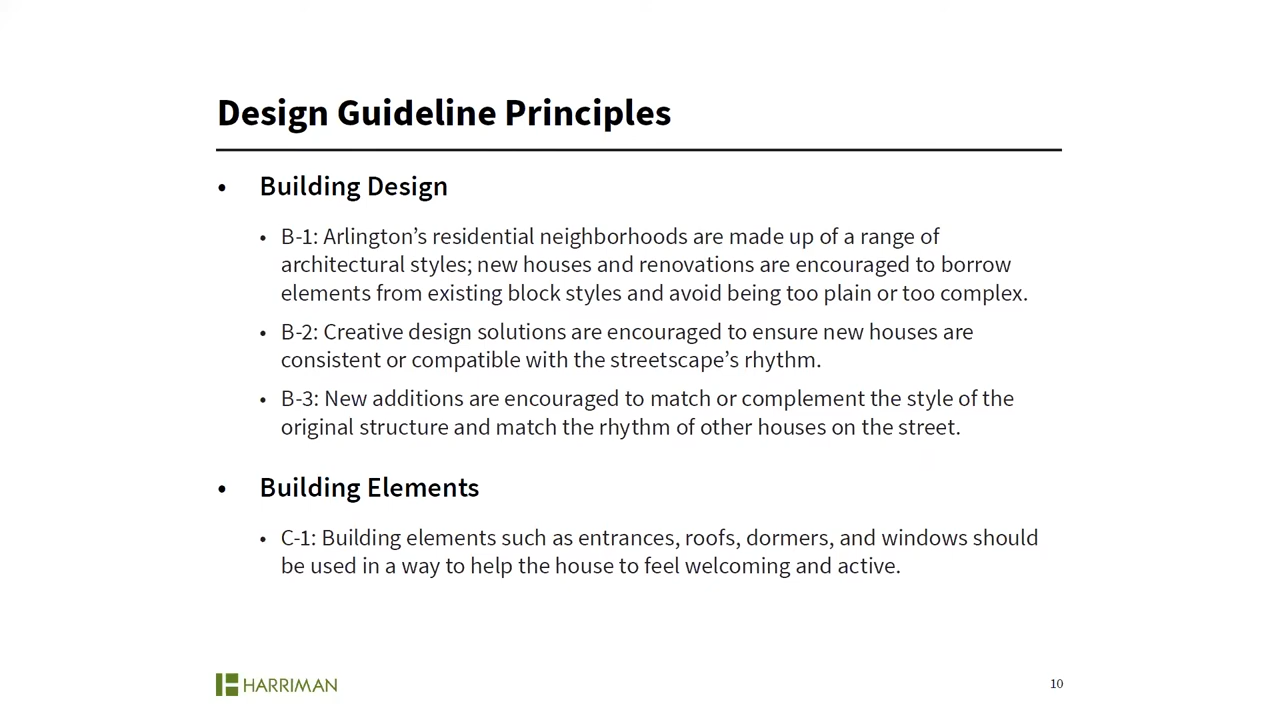 Design Guideline Principles
• Building Design
• B-1: Arlington’s residential neighborhoods are made up of a range of
architectural styles; new houses and renovations are encouraged to borrow
elements from existing block styles and avoid being too plain or too complex.
• B-2: Creative design solutions are encouraged to ensure new houses are
consistent or compatible with the streetscape’s rhythm.
• B-3: New additions are encouraged to match or complement the style of the
original structure and match the rhythm of other houses on the street.
• Building Elements
• C-1: Building elements such as entrances, roofs, dormers, and windows should
be used in a way to help the house to feel welcoming and active.
HARRIMAN
10